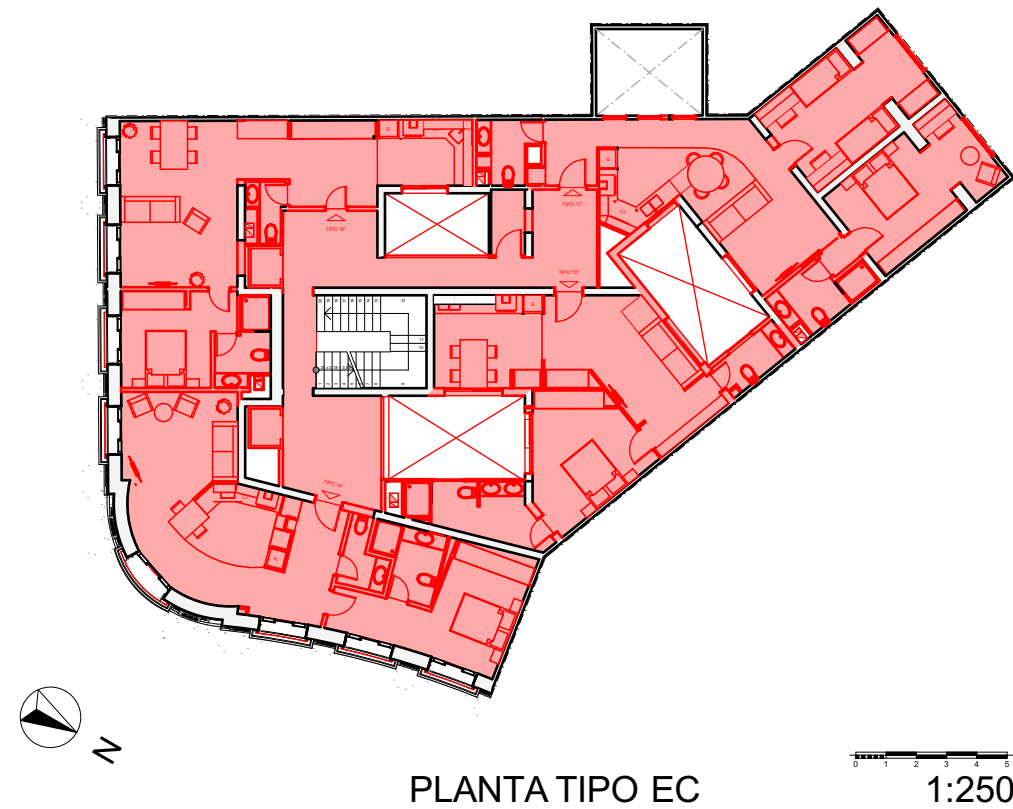 TIPO "B"
TIPO "C"
TIPO "D"
TIPO "A"
N
0 1 2 3 4 5
PLANTA TIPO EC
1:250